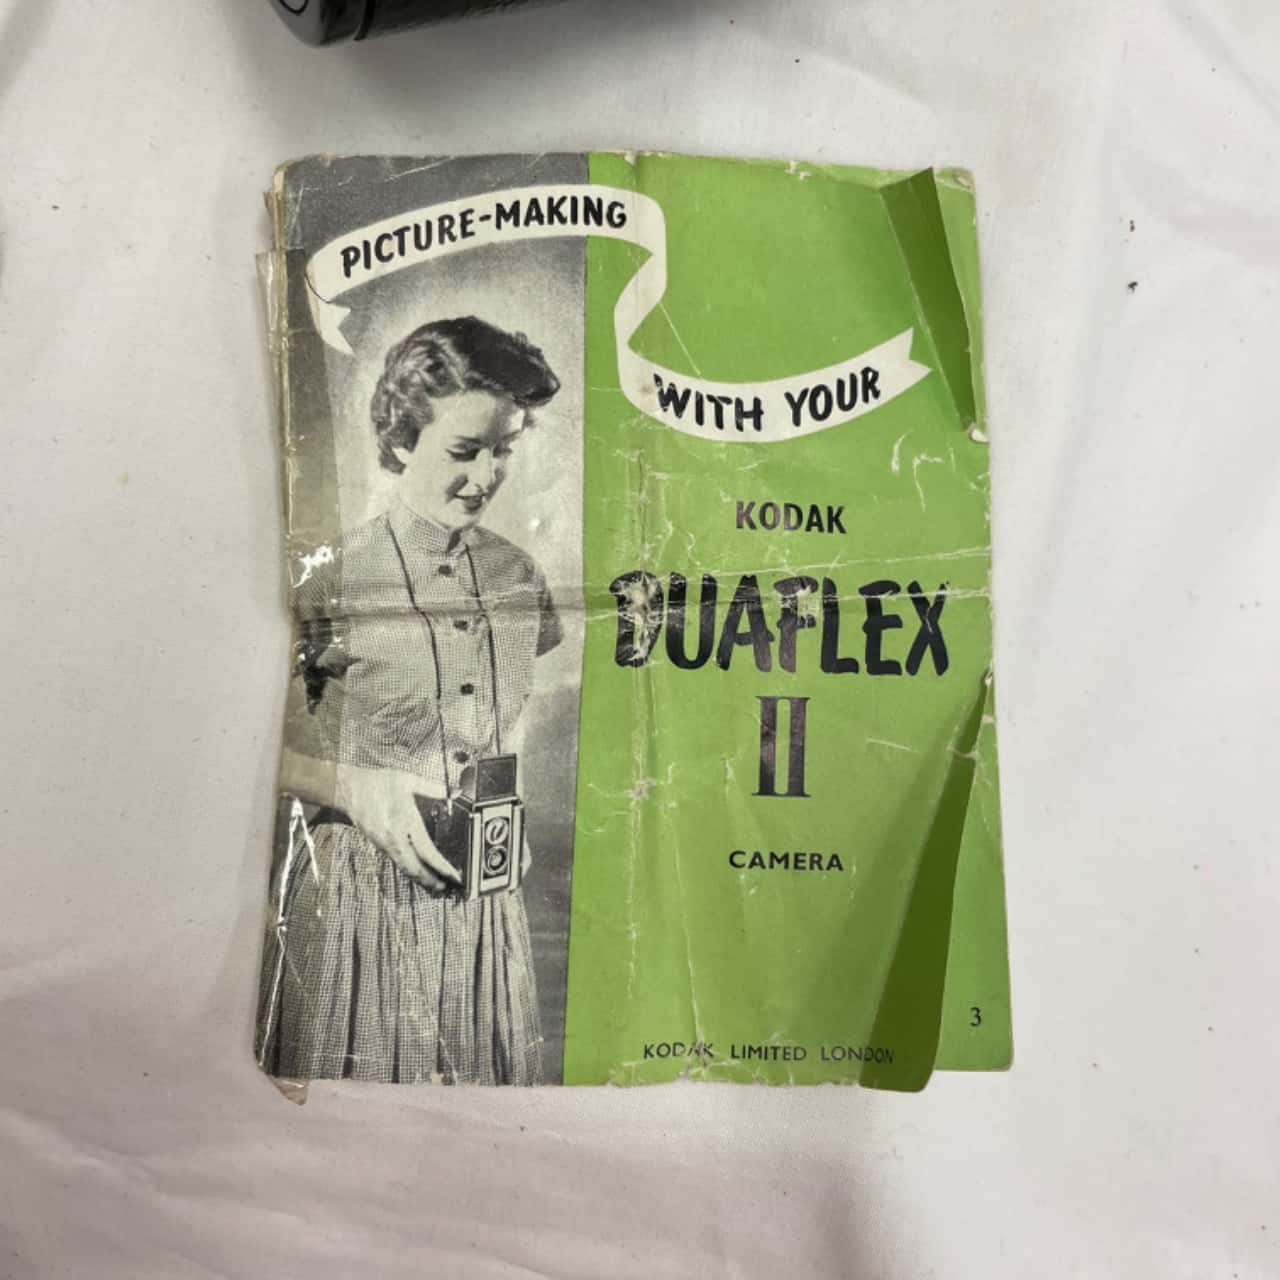 PICTURE-MAKING
WITH YOUR
KODAK
DUAFLEX
II
CAMERA
3
KODAK LIMITED LONDON